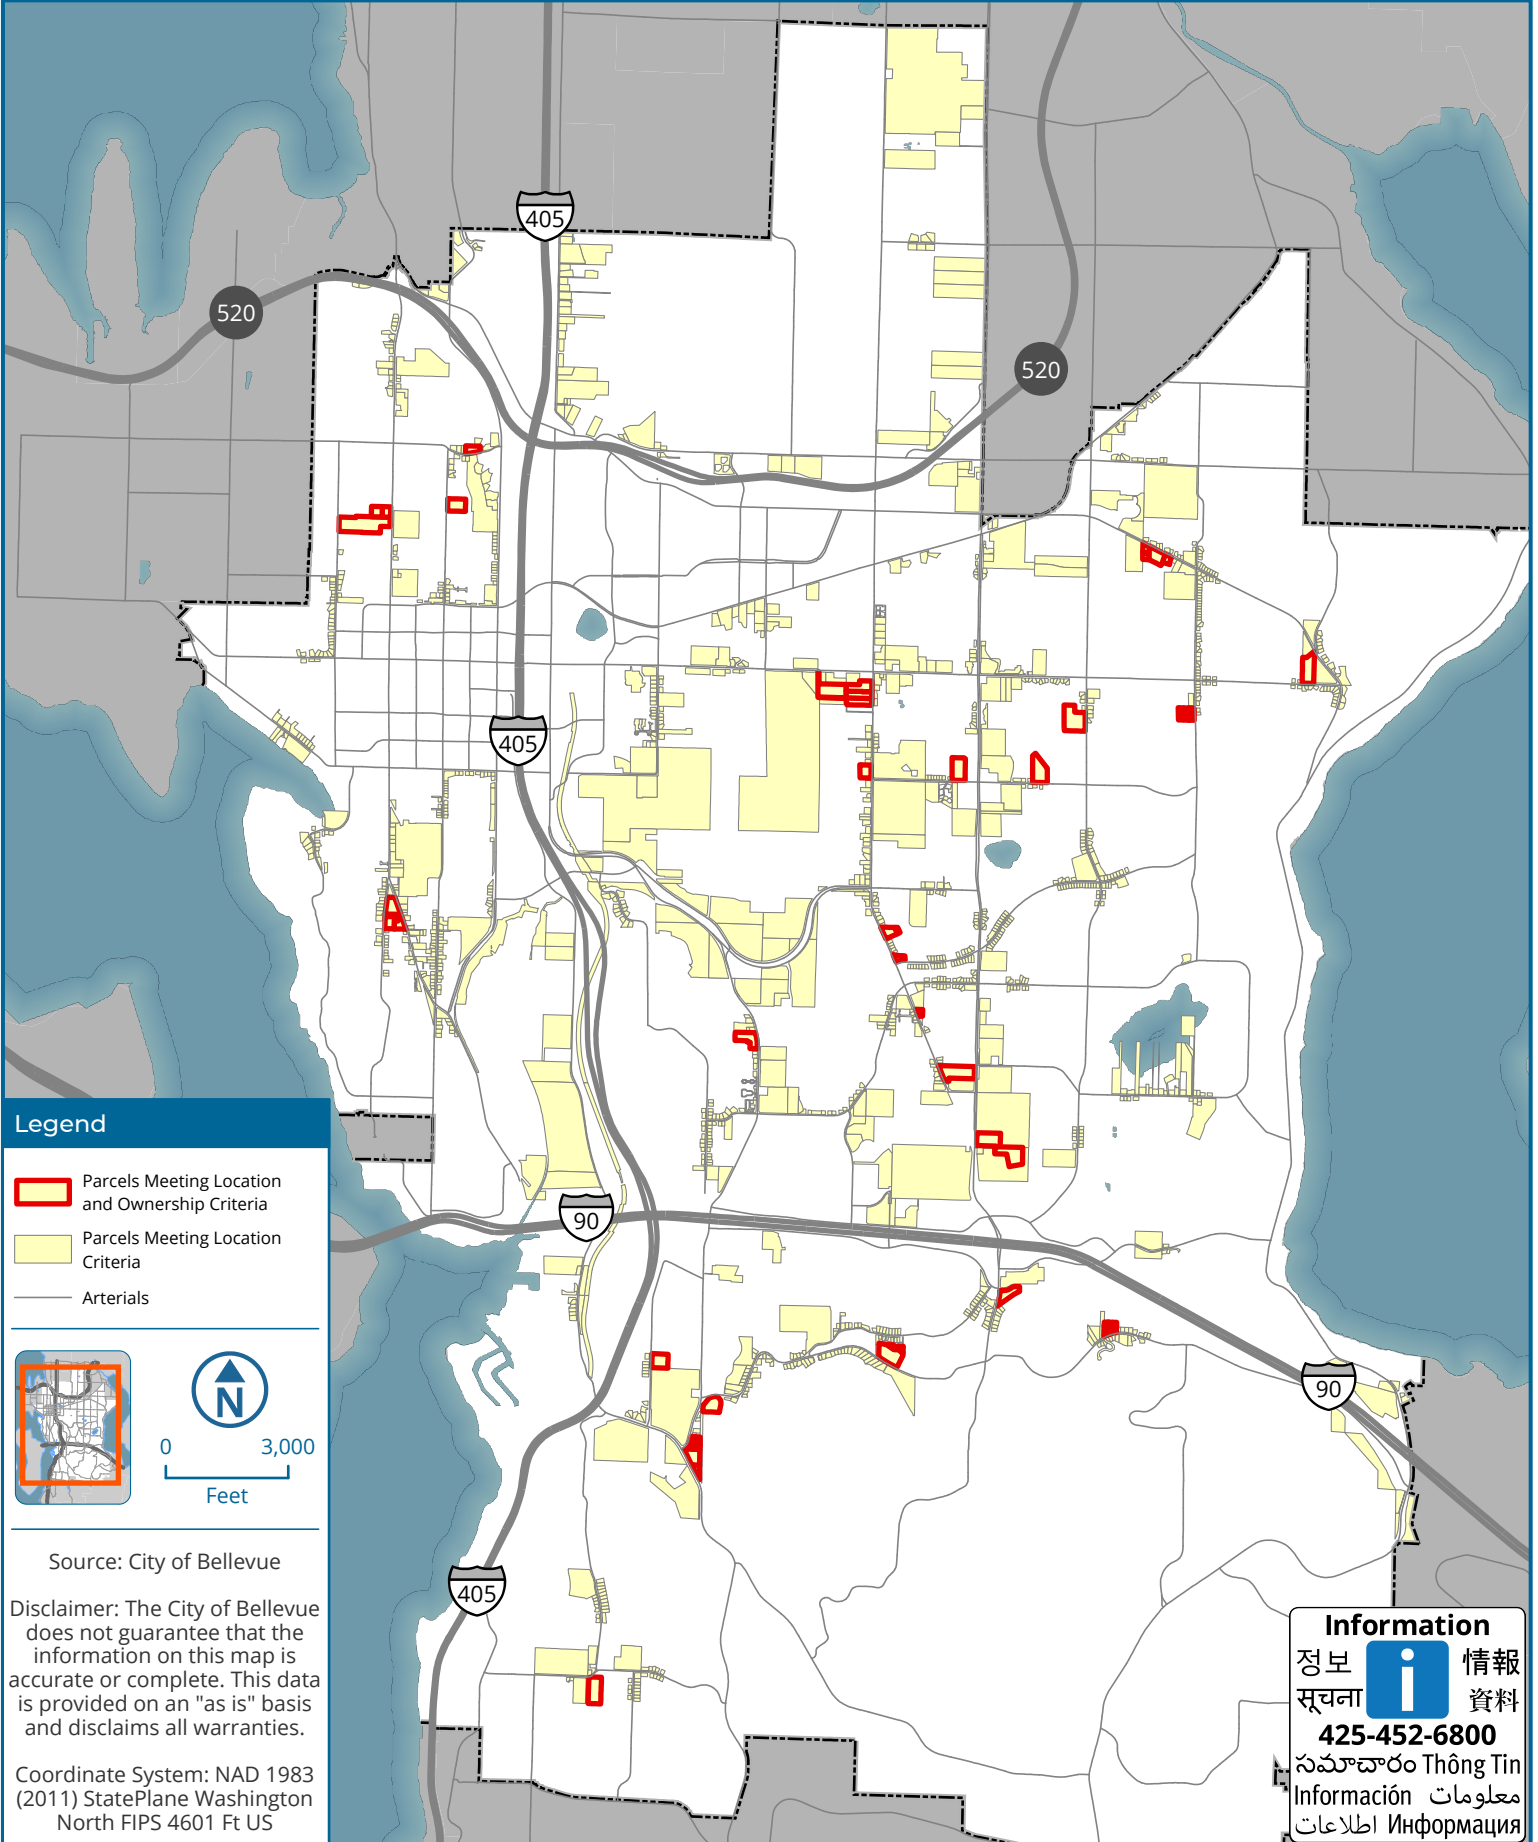 405
520
520
405
90
90
405
Legend
Parcels Meeting Location
and Ownership Criteria
Parcels Meeting Location
Criteria
Arterials
N
0 3,000
Feet
Source: City of Bellevue
Disclaimer: The City of Bellevue
does not guarantee that the
information on this map is
accurate or complete. This data
is provided on an "as is" basis
and disclaims all warranties.
Coordinate System: NAD 1983
(2011) StatePlane Washington
North FIPS 4601 Ft US
Information
정보 i 情報
सूचना 資料
425-452-6800
సమాచారం Thông Tin
Información معلومات
اطلاعات Информация